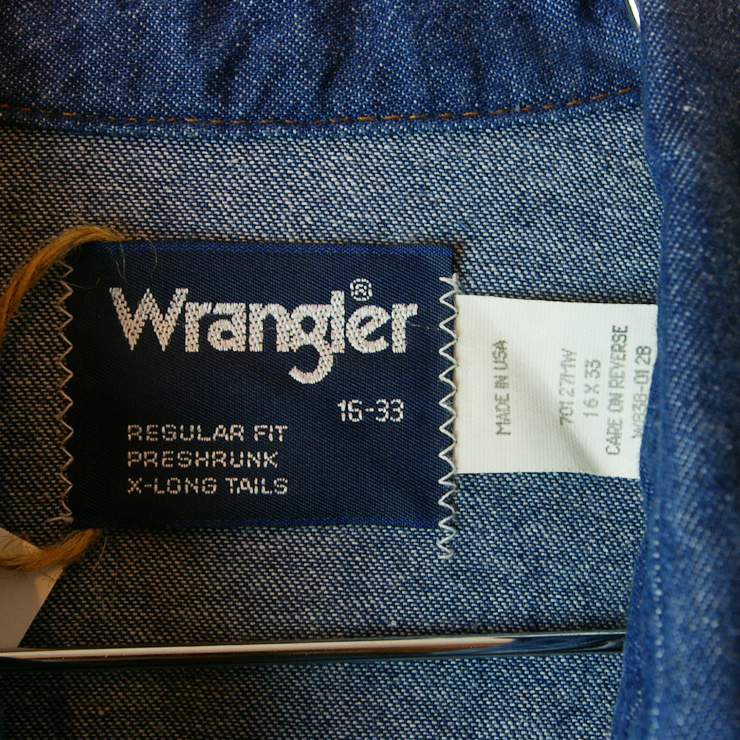 Wrangler®
16-33
REGULAR FIT
PRESHRUNK
X-LONG TAILS
MADE IN USA
70127MW
16 X 33
CARE ON REVERSE